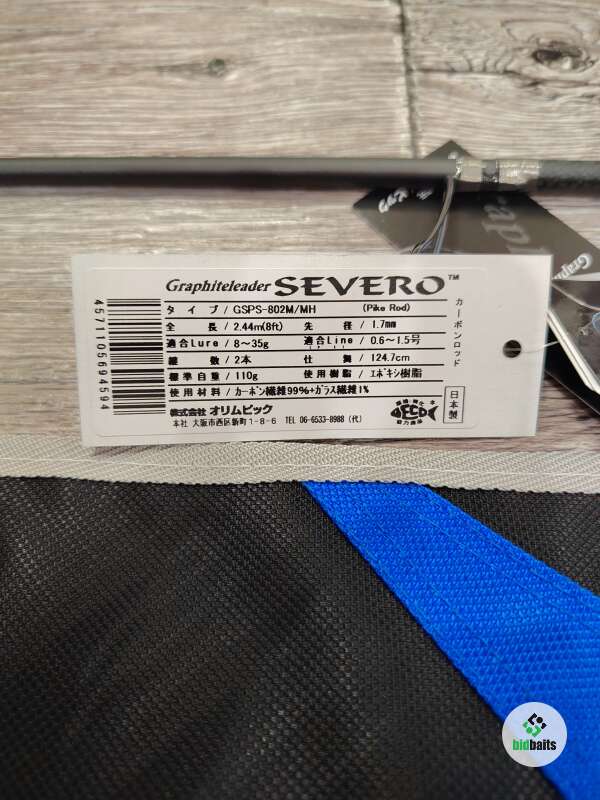 Graphiteleader SEVERO™
タイプ / GSPS-802M/MH (Pike Rod)
全長 / 2.44m(8ft) 先径 / 1.7mm
適合Lure / 8～35g 適合Line / 0.6～1.5号
継数 / 2本 仕舞 / 124.7cm
標準自重 / 110g 使用樹脂 / エポキシ樹脂
使用材料 / カーボン繊維99%+ガラス繊維1%
株式会社 オリムピック
本社 大阪市西区新町1-8-6 TEL 06-6533-8988 (代)
4571105694594
カーボンロッド
日本製
ECO
bidbaits